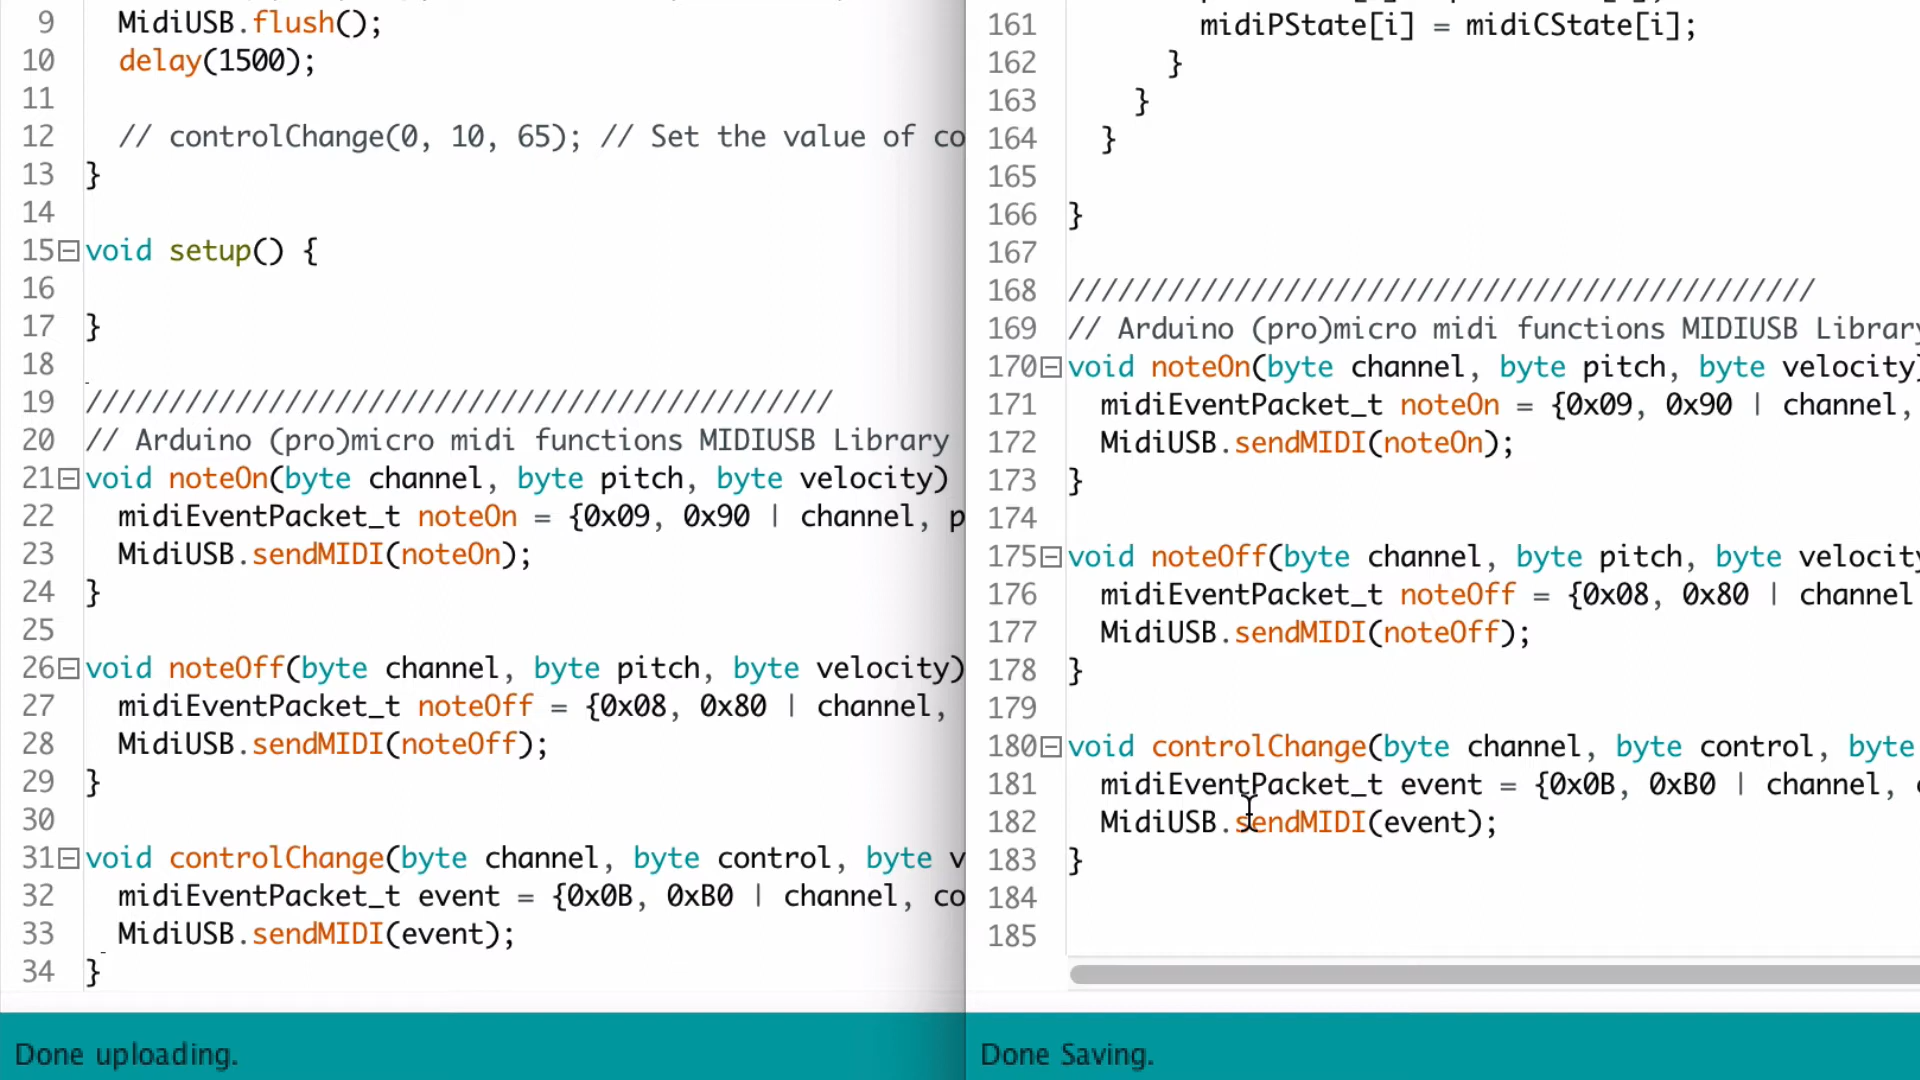 9 MidiUSB.flush();
10 delay(1500);
11
12 // controlChange(0, 10, 65); // Set the value of co
13 }
14
15 void setup() {
16
17 }
18
19 /////////////////////////////////////////////
20 // Arduino (pro)micro midi functions MIDIUSB Library
21 void noteOn(byte channel, byte pitch, byte velocity)
22 midiEventPacket_t noteOn = {0x09, 0x90 | channel, p
23 MidiUSB.sendMIDI(noteOn);
24 }
25
26 void noteOff(byte channel, byte pitch, byte velocity)
27 midiEventPacket_t noteOff = {0x08, 0x80 | channel,
28 MidiUSB.sendMIDI(noteOff);
29 }
30
31 void controlChange(byte channel, byte control, byte v
32 midiEventPacket_t event = {0x0B, 0xB0 | channel, co
33 MidiUSB.sendMIDI(event);
34 }
Done uploading.
161 midiPState[i] = midiCState[i];
162 }
163 }
164 }
165
166 }
167
168 /////////////////////////////////////////////
169 // Arduino (pro)micro midi functions MIDIUSB Library
170 void noteOn(byte channel, byte pitch, byte velocity)
171 midiEventPacket_t noteOn = {0x09, 0x90 | channel,
172 MidiUSB.sendMIDI(noteOn);
173 }
174
175 void noteOff(byte channel, byte pitch, byte velocity
176 midiEventPacket_t noteOff = {0x08, 0x80 | channel
177 MidiUSB.sendMIDI(noteOff);
178 }
179
180 void controlChange(byte channel, byte control, byte
181 midiEventPacket_t event = {0x0B, 0xB0 | channel,
182 MidiUSB.sendMIDI(event);
183 }
184
185
Done Saving.